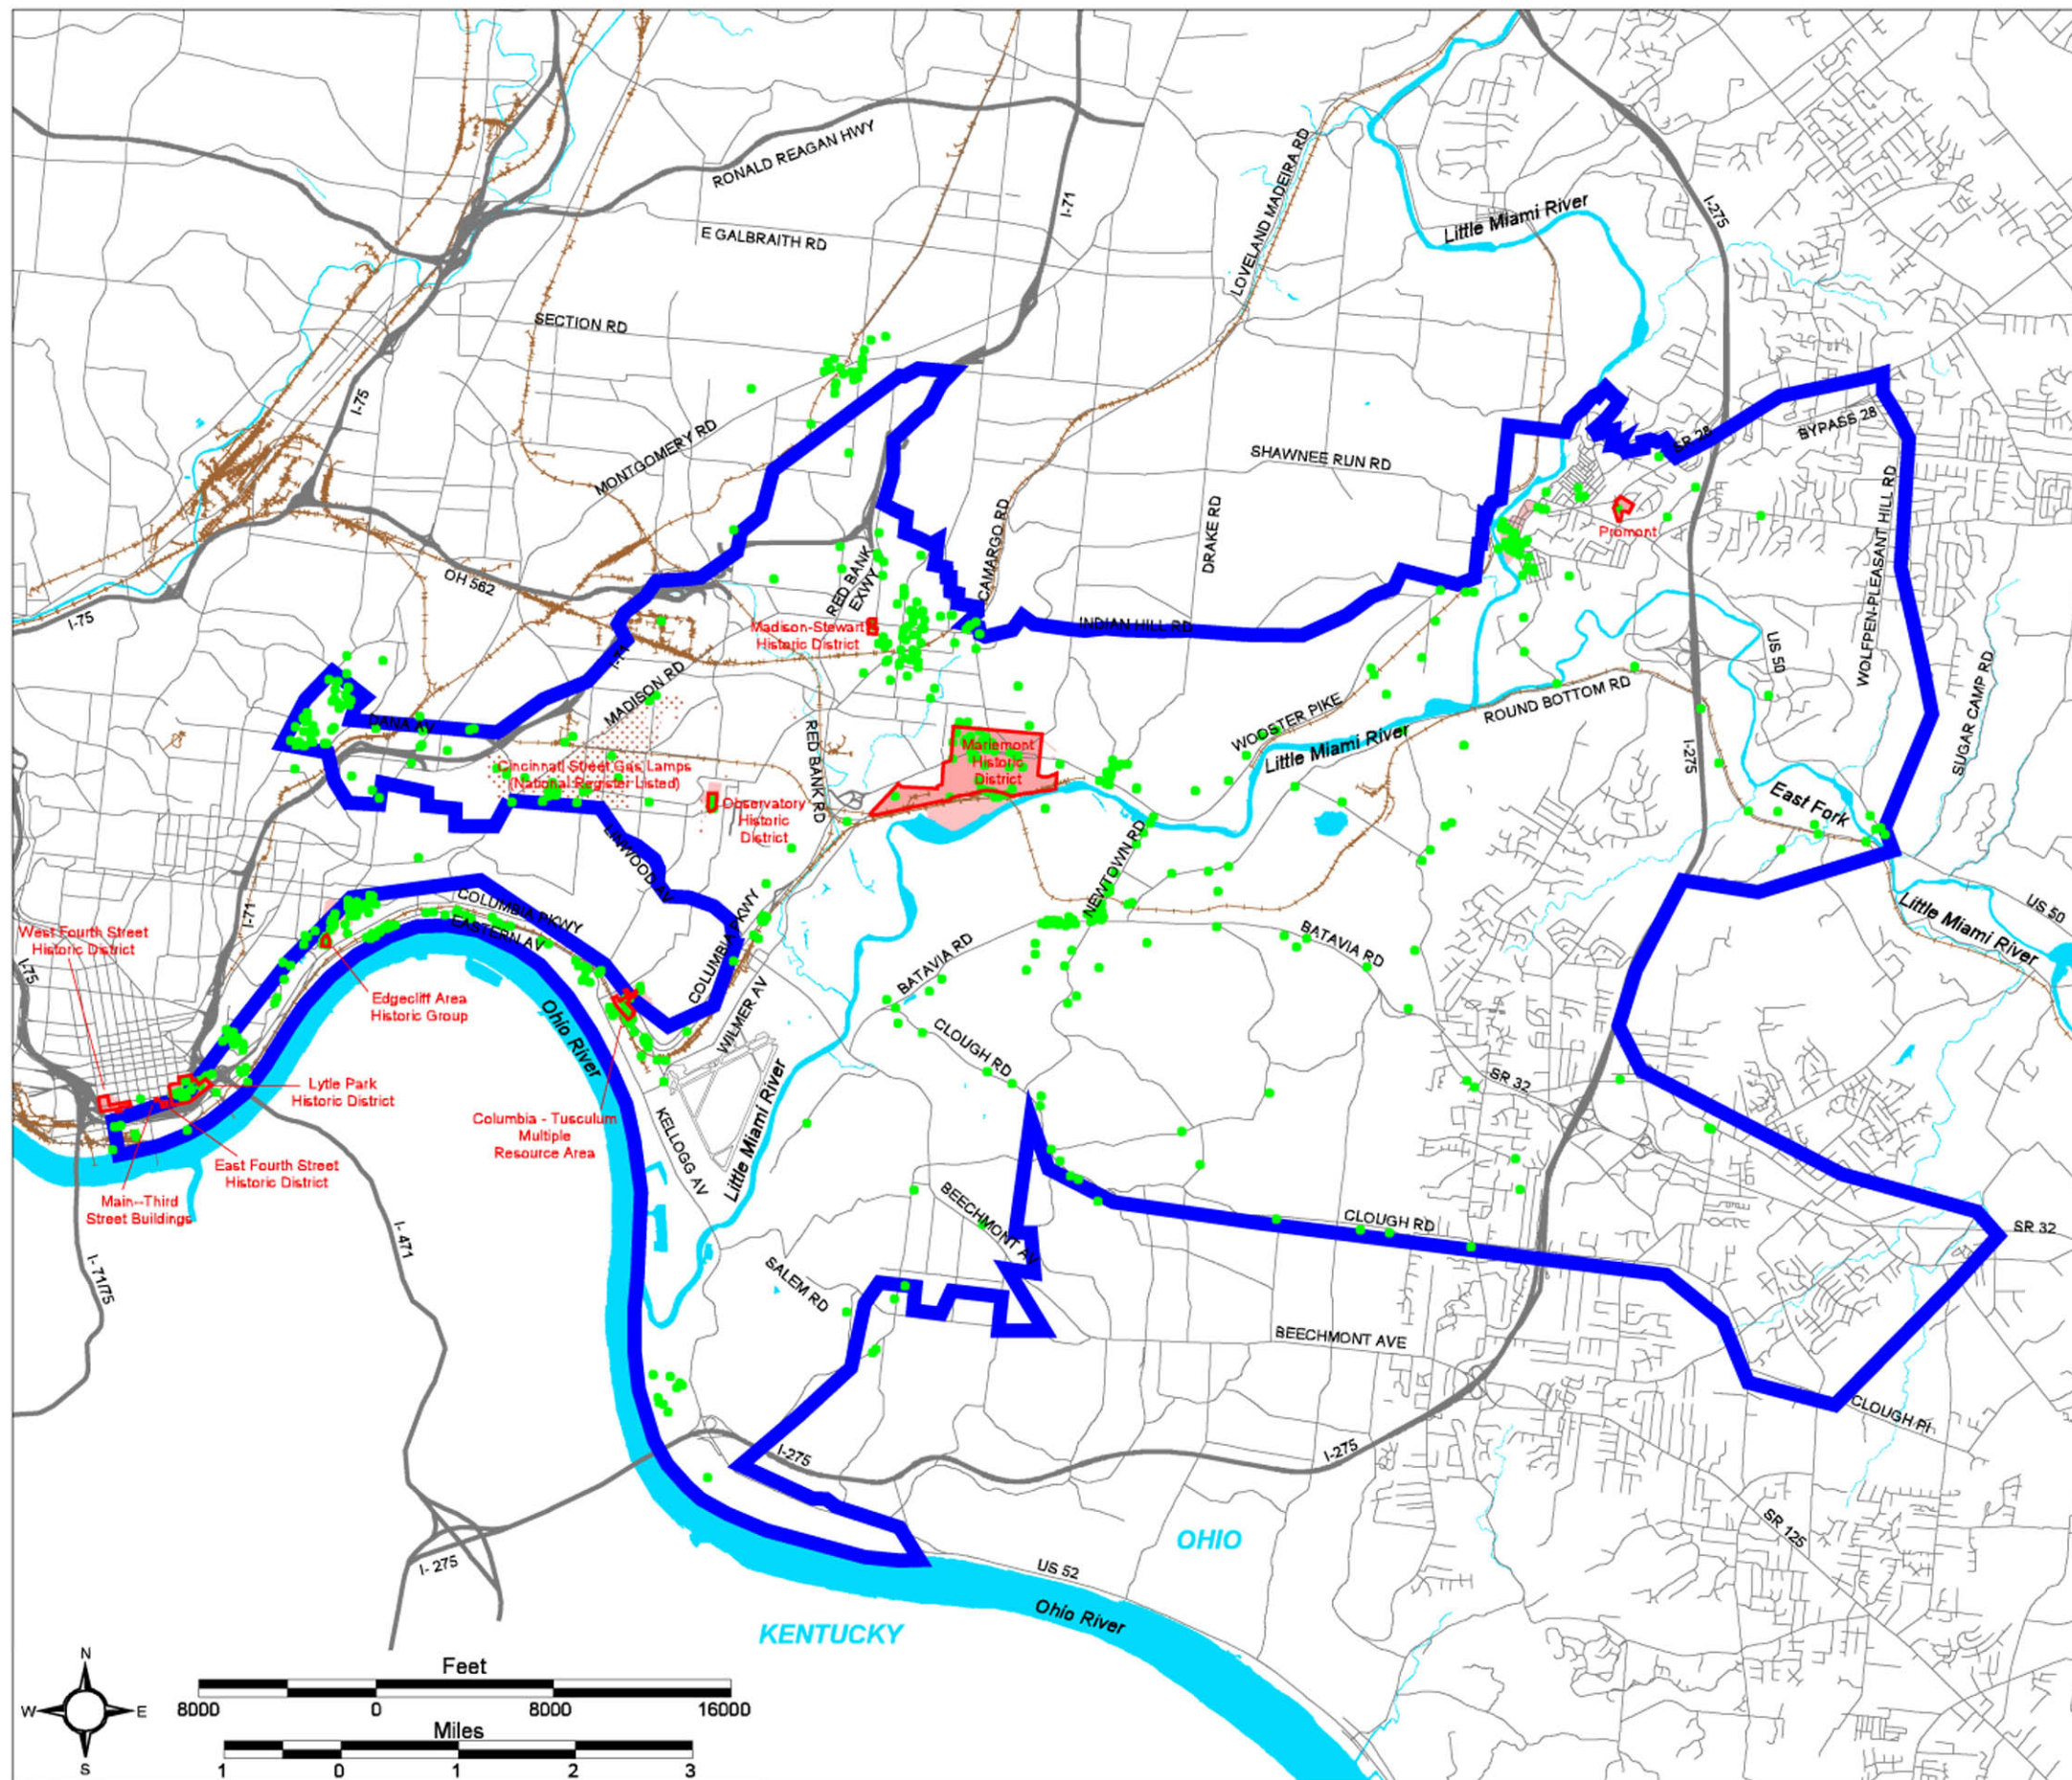 RONALD REAGAN HWY
I-71
LOVELAND MADEIRA RD
Little Miami River
I-275
E GALBRAITH RD
SECTION RD
I-75
MONTGOMERY RD
SHAWNEE RUN RD
SR 28
BYPASS 28
WOLFPEN-PLEASANT HILL RD
DRAKE RD
CAMARGO RD
Promont
OH 562
RED BANK
EXWY
I-75
Madison-Stewart
Historic District
INDIAN HILL RD
I-71
MADISON RD
US 50
SUGAR CAMP RD
ROUND BOTTOM RD
WOOSTER PIKE
Little Miami River
DANA AV
RED BANK RD
Mariemont
Historic
District
I-275
Cincinnati Street Gas Lamps
(National Register Listed)
Observatory
Historic
District
East Fork
LINWOOD AV
NEWTOWN RD
COLUMBIA PKWY
EASTERN AV
COLUMBIA PKWY
I-71
West Fourth Street
Historic District
I-75
BATAVIA RD
BATAVIA RD
US 50
Little Miami River
Edgecliff Area
Historic Group
Ohio River
WILMER AV
CLOUGH RD
SR 32
Lytle Park
Historic District
Columbia - Tusculum
Multiple
Resource Area
KELLOGG AV
Little Miami River
East Fourth Street
Historic District
Main--Third
Street Buildings
BEECHMONT AV
CLOUGH RD
SR 32
I-471
I-71/75
SALEM RD
BEECHMONT AVE
CLOUGH PI
I-275
I-275
SR 125
I-275
OHIO
US 52
Ohio River
KENTUCKY
N
W
E
S
Feet
8000 0 8000 16000
Miles
1 0 1 2 3